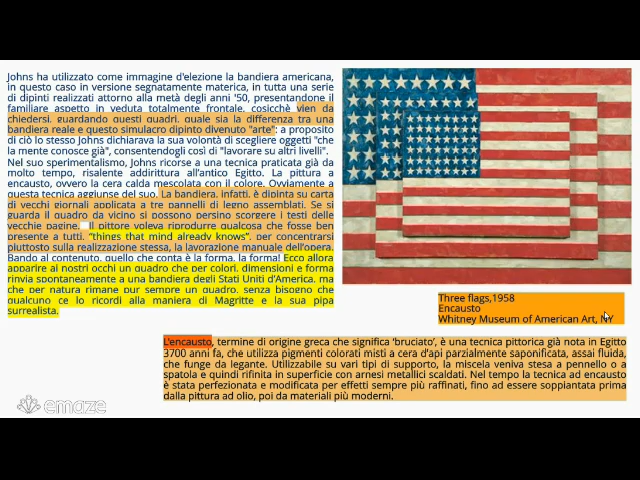 Johns ha utilizzato come immagine d'elezione la bandiera americana,
in questo caso in versione segnatamente materica, in tutta una serie
di dipinti realizzati attorno alla metà degli anni '50, presentandone il
familiare aspetto in veduta totalmente frontale, cosicchè vien da
chiedersi, guardando questi quadri, quale sia la differenza tra una
bandiera reale e questo simulacro dipinto divenuto "arte": a proposito
di ciò lo stesso Johns dichiarava la sua volontà di scegliere oggetti "che
la mente conosce già", consentendogli così di "lavorare su altri livelli".
Nel suo sperimentalismo, Johns ricorse a una tecnica praticata già da
molto tempo, risalente addirittura all'antico Egitto. La pittura a
encausto, ovvero la cera calda mescolata con il colore. Ovviamente a
questa tecnica aggiunse del suo. La bandiera, infatti, è dipinta su carta
di vecchi giornali applicata a tre pannelli di legno assemblati. Se si
guarda il quadro da vicino si possono persino scorgere i testi delle
vecchie pagine. Il pittore voleva riprodurre qualcosa che fosse ben
presente a tutti, "things that mind already knows", per concentrarsi
piuttosto sulla realizzazione stessa, la lavorazione manuale dell'opera.
Bando al contenuto, quello che conta è la forma, la forma! Ecco allora
apparire ai nostri occhi un quadro che per colori, dimensioni e forma
rinvia spontaneamente a una bandiera degli Stati Uniti d'America, ma
che per natura rimane pur sempre un quadro, senza bisogno che
qualcuno ce lo ricordi alla maniera di Magritte e la sua pipa
surrealista.
Three flags,1958
Encausto
Whitney Museum of American Art, NY
L'encausto, termine di origine greca che significa 'bruciato', è una tecnica pittorica già nota in Egitto
3700 anni fa, che utilizza pigmenti colorati misti a cera d'api parzialmente saponificata, assai fluida,
che funge da legante. Utilizzabile su vari tipi di supporto, la miscela veniva stesa a pennello o a
spatola e quindi rifinita in superficie con arnesi metallici scaldati. Nel tempo la tecnica ad encausto
è stata perfezionata e modificata per effetti sempre più raffinati, fino ad essere soppiantata prima
dalla pittura ad olio, poi da materiali più moderni.
emaze